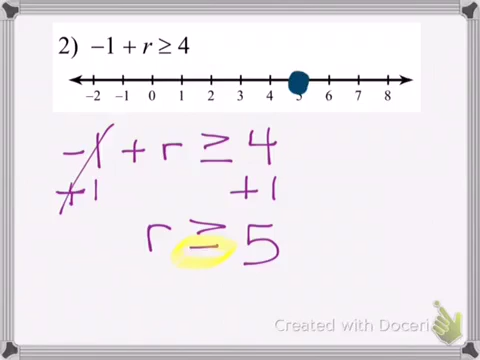 2) −1 + r ≥ 4
−2 −1 0 1 2 3 4 5 6 7 8
-1 + r ≥ 4
+1 +1
r ≥ 5
Created with Doceri